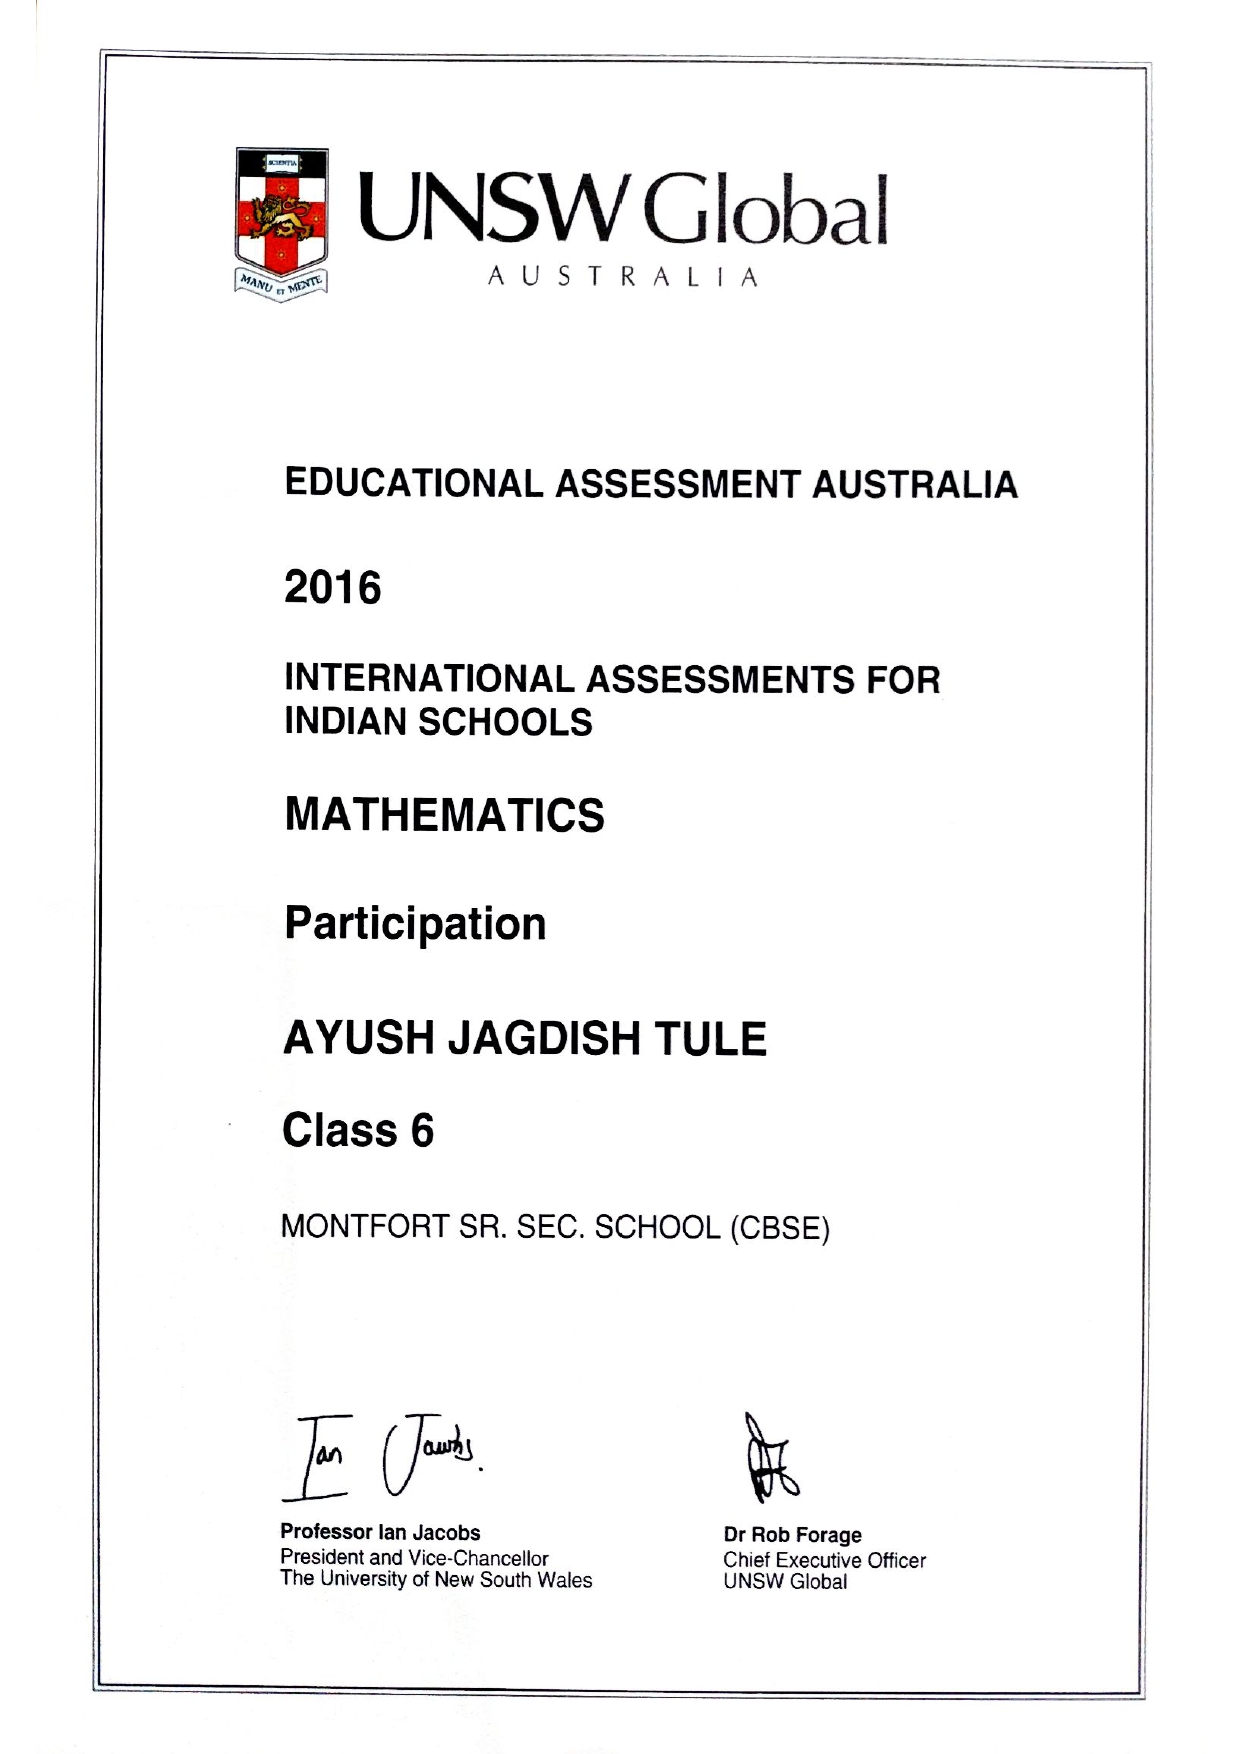 SCIENTIA
MANU ET MENTE
UNSW Global
AUSTRALIA
EDUCATIONAL ASSESSMENT AUSTRALIA
2016
INTERNATIONAL ASSESSMENTS FOR
INDIAN SCHOOLS
MATHEMATICS
Participation
AYUSH JAGDISH TULE
Class 6
MONTFORT SR. SEC. SCHOOL (CBSE)
Ian Jacobs.
Professor Ian Jacobs
President and Vice-Chancellor
The University of New South Wales
Dr Rob Forage
Chief Executive Officer
UNSW Global